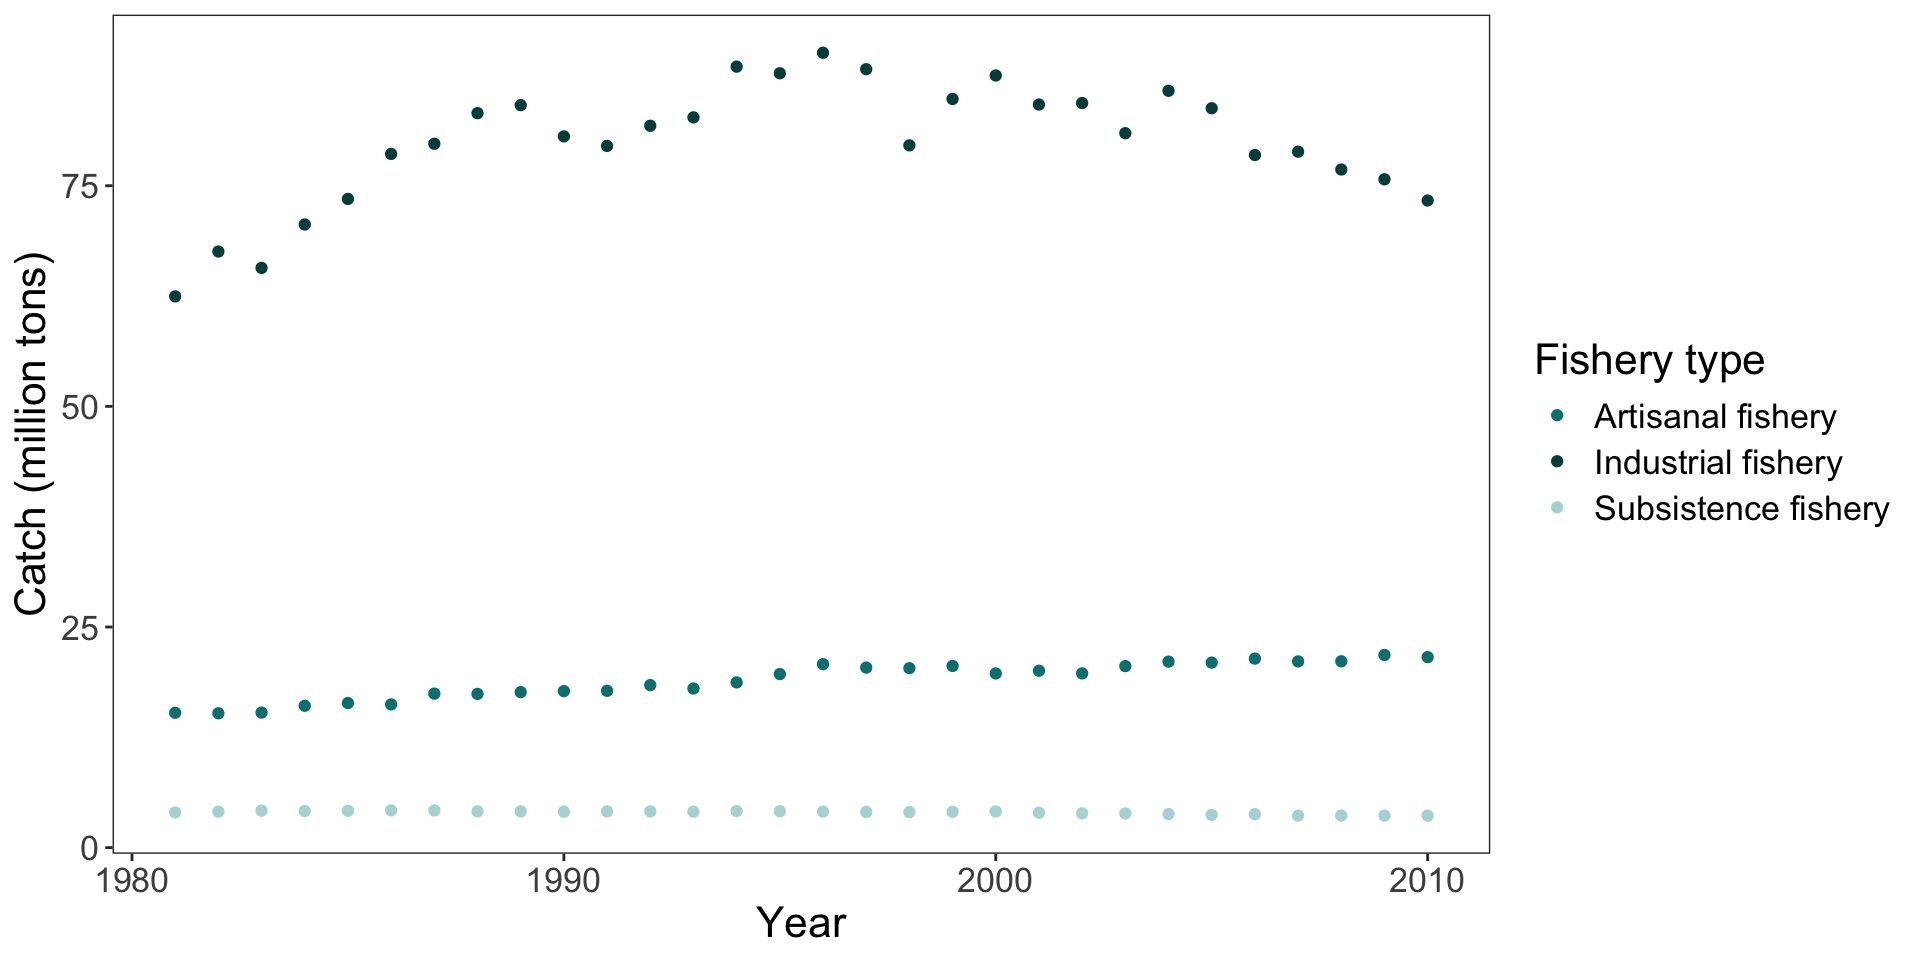 Catch (million tons)
75
50
25
0
1980
1990
2000
2010
Year
Fishery type
Artisanal fishery
Industrial fishery
Subsistence fishery